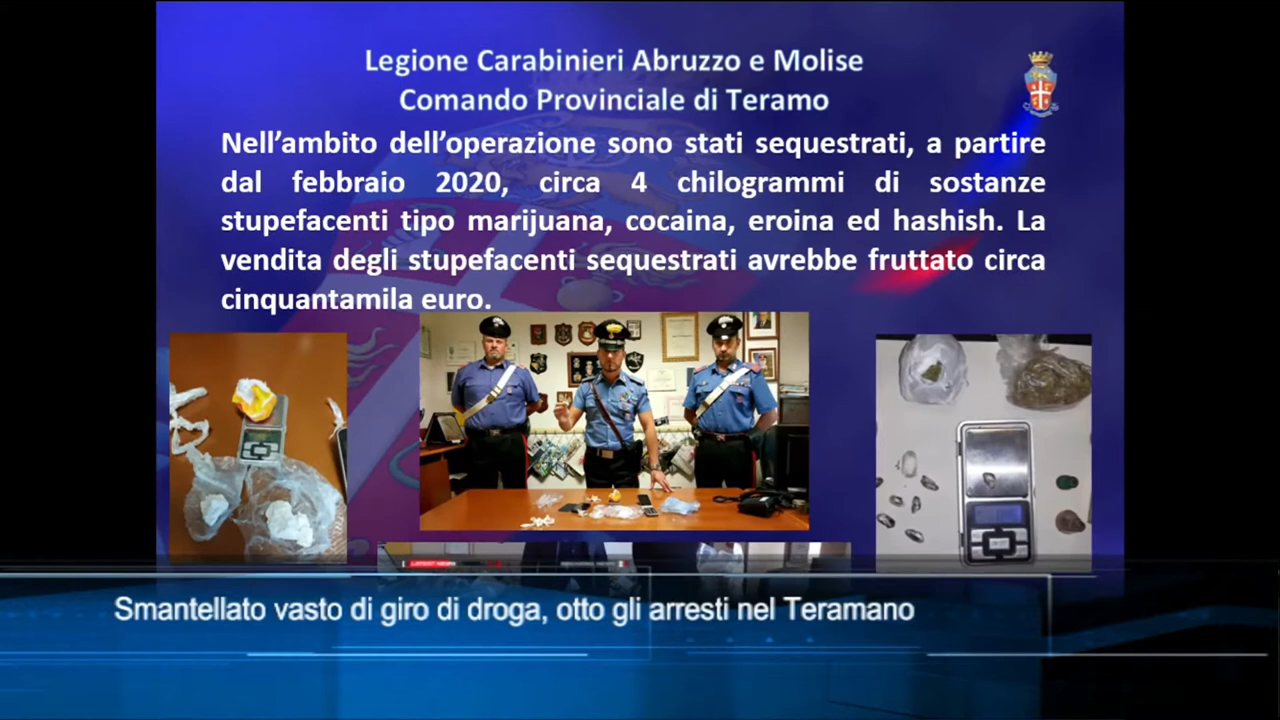 Legione Carabinieri Abruzzo e Molise
Comando Provinciale di Teramo
Nell'ambito dell'operazione sono stati sequestrati, a partire
dal febbraio 2020, circa 4 chilogrammi di sostanze
stupefacenti tipo marijuana, cocaina, eroina ed hashish. La
vendita degli stupefacenti sequestrati avrebbe fruttato circa
cinquantamila euro.
LATEST NEWS
Smantellato vasto di giro di droga, otto gli arresti nel Teramano